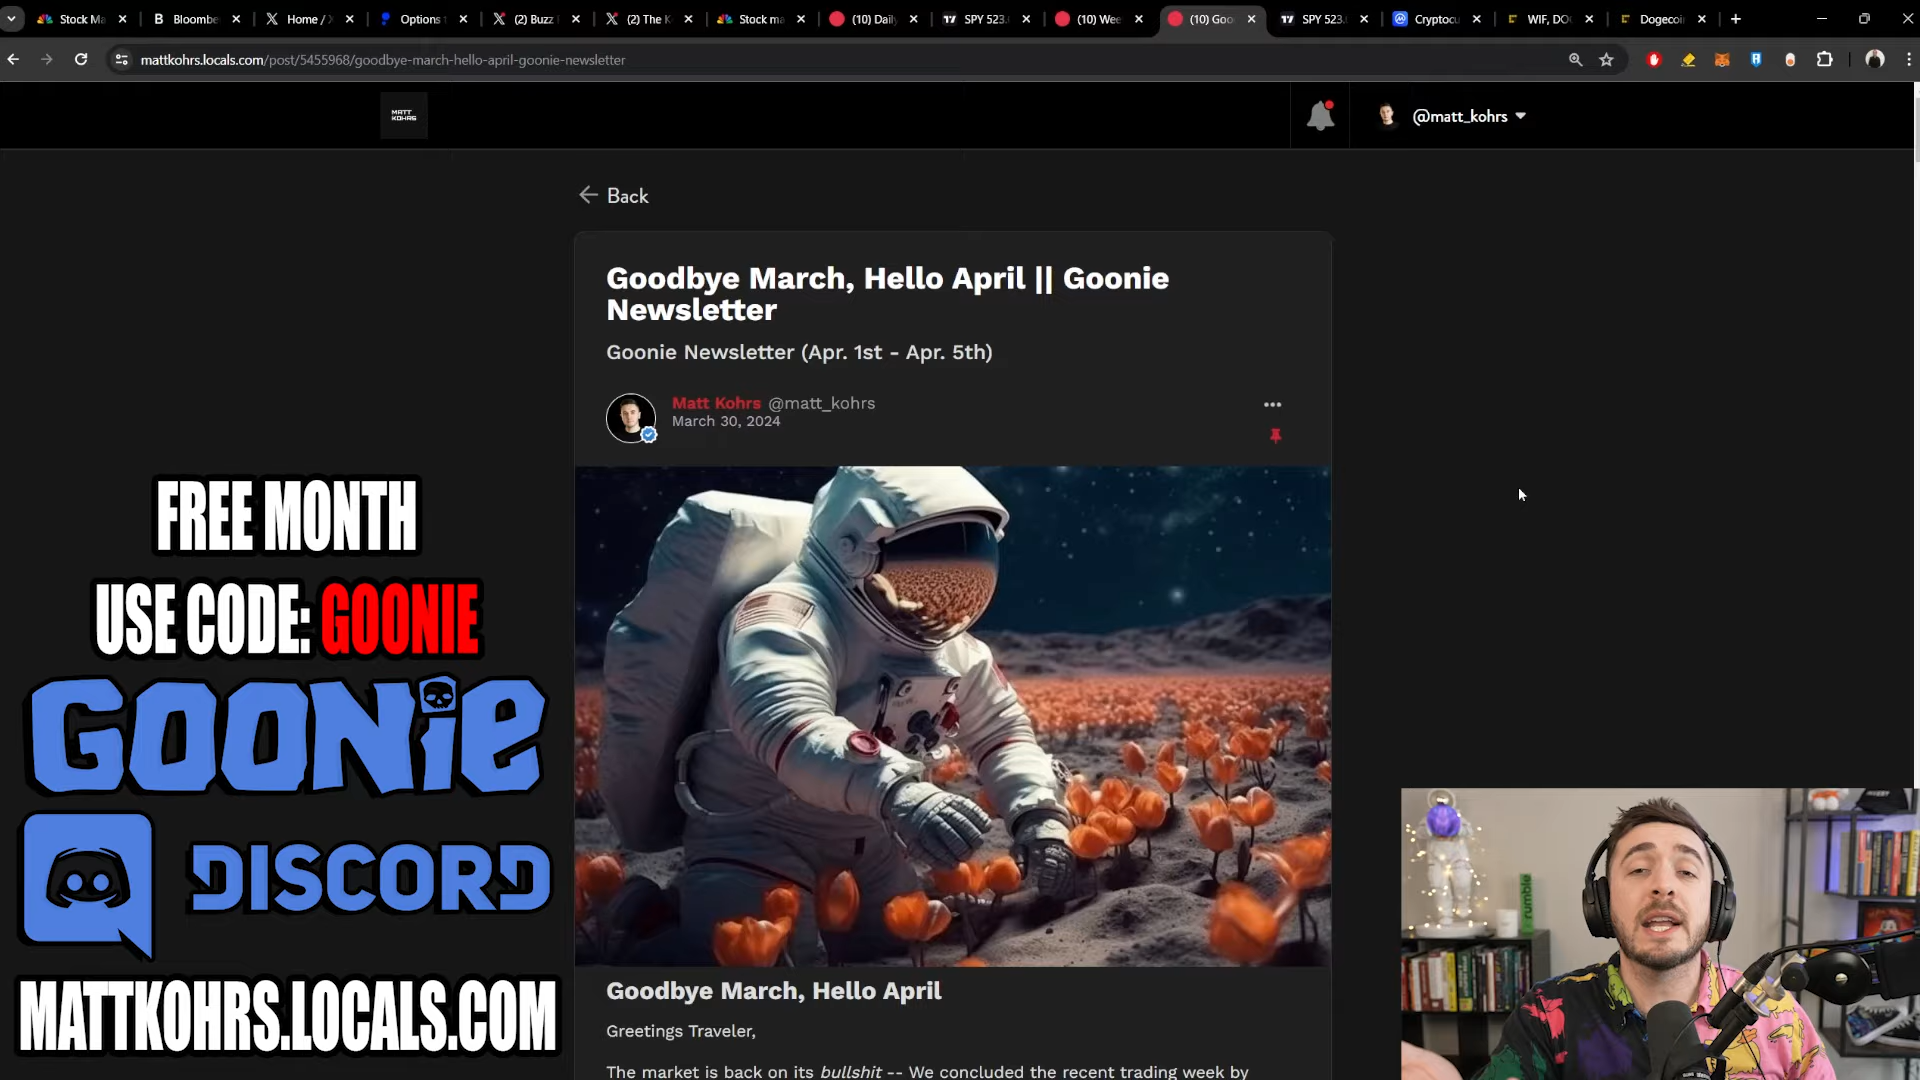 Stock Ma
Bloombe
Home / X
Options t
(2) Buzz
(2) The K
Stock ma
(10) Daily
SPY 523.
(10) Wee
(10) Goo
SPY 523.
Cryptocu
WIF, DO
Dogecoi
mattkohrs.locals.com/post/5455968/goodbye-march-hello-april-goonie-newsletter
MATT
KOHRS
@matt_kohrs
Back
Goodbye March, Hello April || Goonie
Newsletter
Goonie Newsletter (Apr. 1st - Apr. 5th)
Matt Kohrs @matt_kohrs
March 30, 2024
FREE MONTH
USE CODE: GOONIE
GOONIE
DISCORD
MATTKOHRS.LOCALS.COM
rumble
Goodbye March, Hello April
Greetings Traveler,
The market is back on its bullshit -- We concluded the recent trading week by